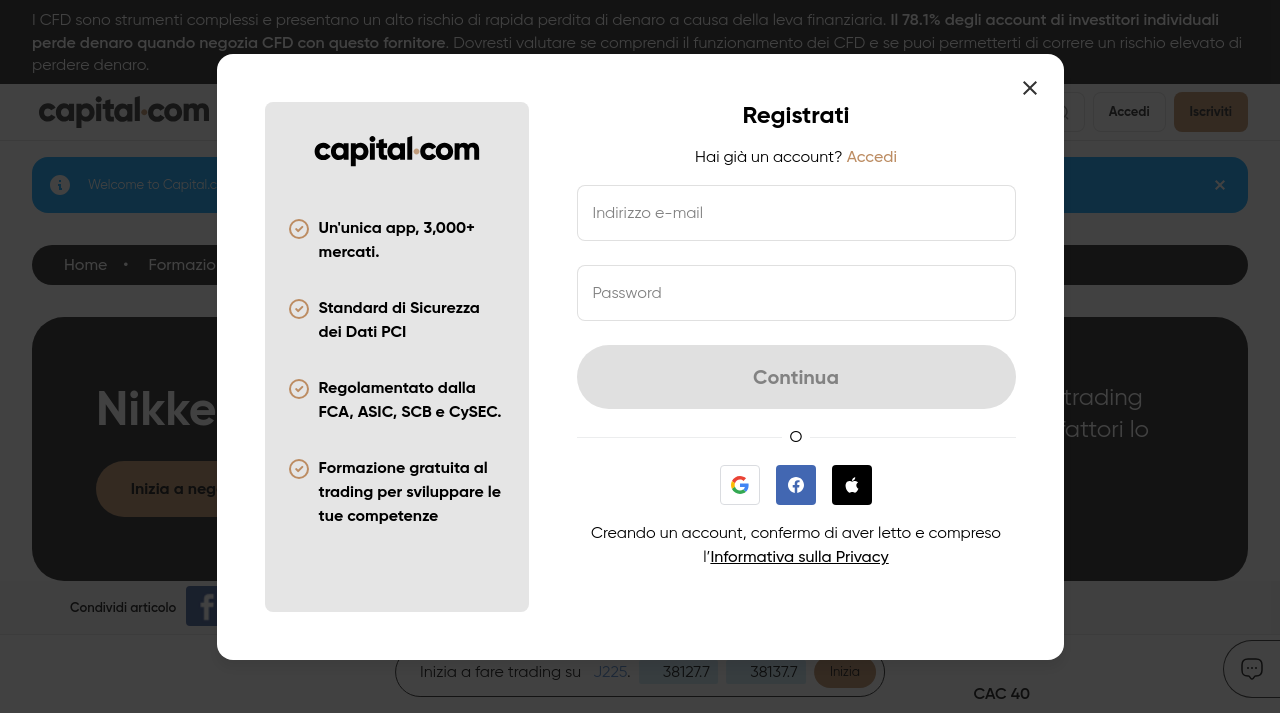 I CFD sono strumenti complessi e presentano un alto rischio di rapida perdita di denaro a causa della leva finanziaria. Il 78.1% degli account di investitori individuali
perde denaro quando negozia CFD con questo fornitore. Dovresti valutare se comprendi il funzionamento dei CFD e se puoi permetterti di correre un rischio elevato di
perdere denaro.
capital.com
Accedi
Iscriviti
Welcome to Capital.c
Home • Formazio
Nikke
Inizia a neg
trading
fattori lo
Condividi articolo
capital.com
Un'unica app, 3,000+
mercati.
Standard di Sicurezza
dei Dati PCI
Regolamentato dalla
FCA, ASIC, SCB e CySEC.
Formazione gratuita al
trading per sviluppare le
tue competenze
Registrati
Hai già un account? Accedi
Indirizzo e-mail
Password
Continua
O
Creando un account, confermo di aver letto e compreso
l’Informativa sulla Privacy
Inizia a fare trading su J225. 38127.7 38137.7 Inizia
CAC 40